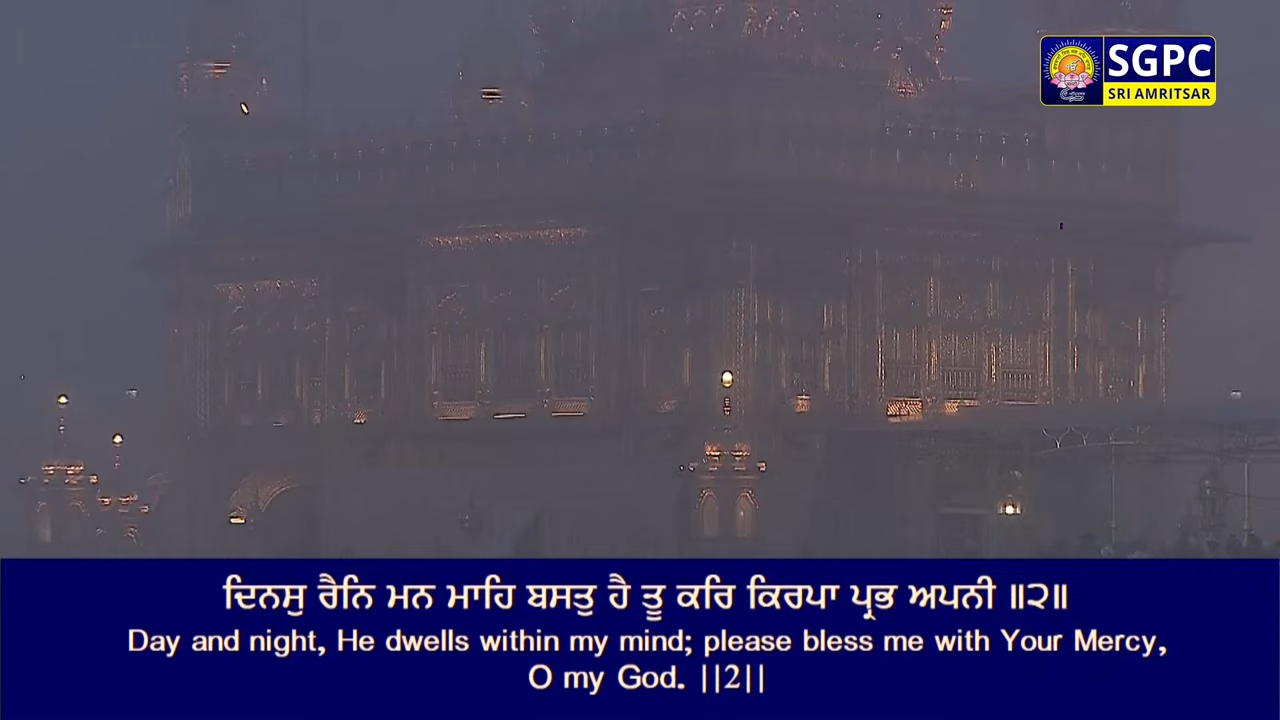 SGPC
SRI AMRITSAR
ਦਿਨਸੁ ਰੈਨਿ ਮਨ ਮਾਹਿ ਬਸਤੁ ਹੈ ਤੂ ਕਰਿ ਕਿਰਪਾ ਪ੍ਰਭ ਅਪਨੀ ॥੨॥
Day and night, He dwells within my mind; please bless me with Your Mercy,
O my God. ||2||